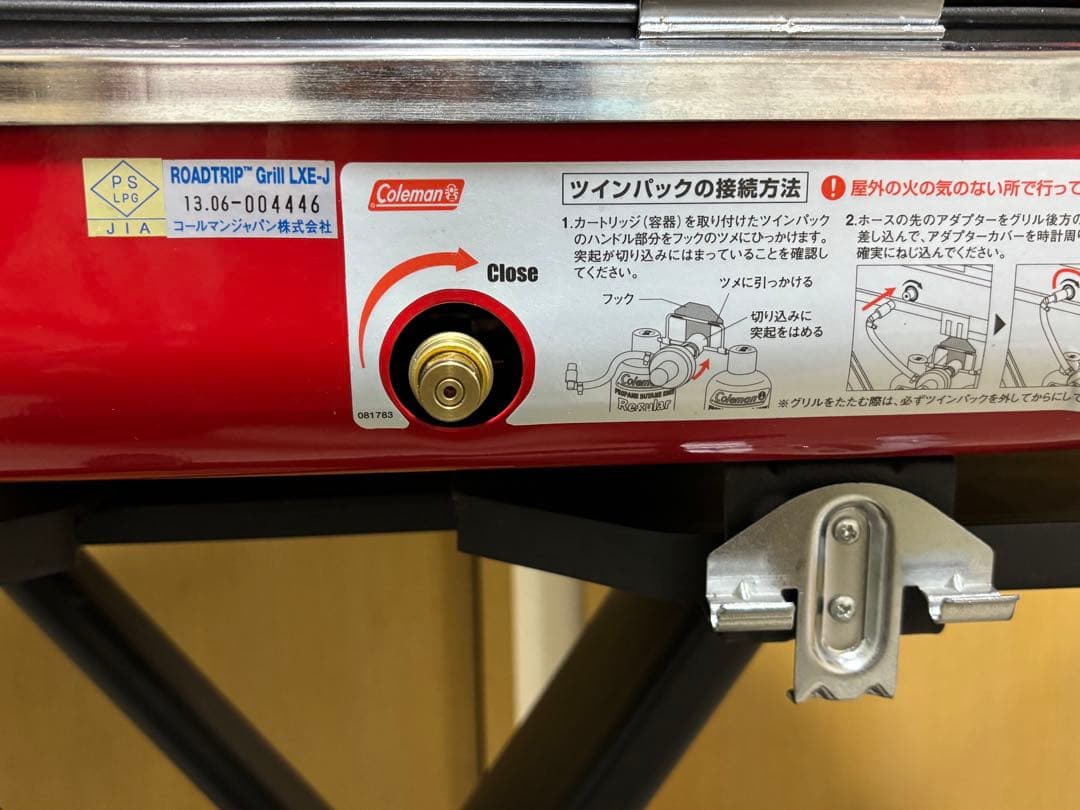 PS
LPG
JIA
ROADTRIP™ Grill LXE-J
13.06-004446
コールマンジャパン株式会社
Coleman
Close
081783
ツインパックの接続方法
屋外の火の気のない所で行って
1.カートリッジ(容器)を取り付けたツインパック
のハンドル部分をフックのツメにひっかけます。
突起が切り込みにはまっていることを確認し
てください。
フック
ツメに引っかける
切り込みに
突起をはめる
Coleman
PROPANE BUTANE GAS
Regular
Coleman
2.ホースの先のアダプターをグリル後方の
差し込んで、アダプターカバーを時計周り
確実にねじ込んでください。
※グリルをたたむ際は、必ずツインパックを外してからにして